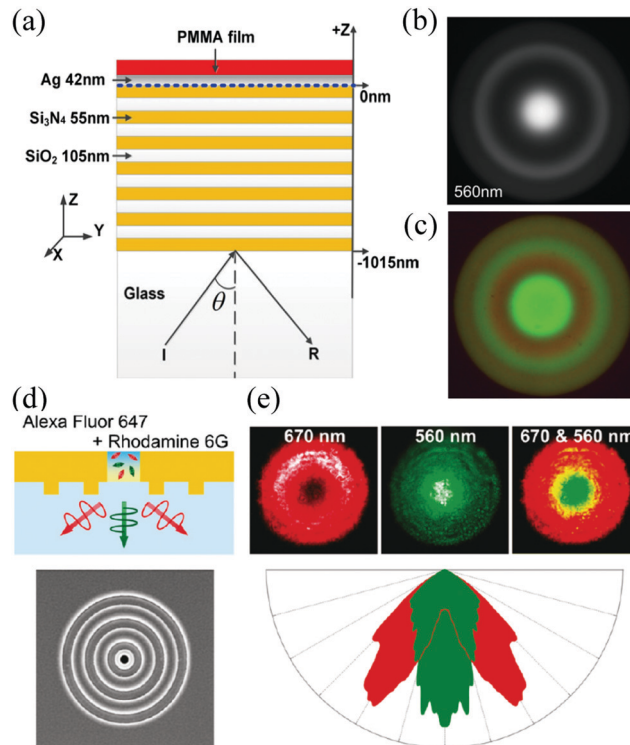 (a)
PMMA film
+Z
Ag 42nm
0nm
Si₃N₄ 55nm
SiO₂ 105nm
Z
Y
X
-1015nm
Glass
θ
I
R
(b)
560nm
(c)
(d)
Alexa Fluor 647
+ Rhodamine 6G
(e)
670 nm
560 nm
670 & 560 nm